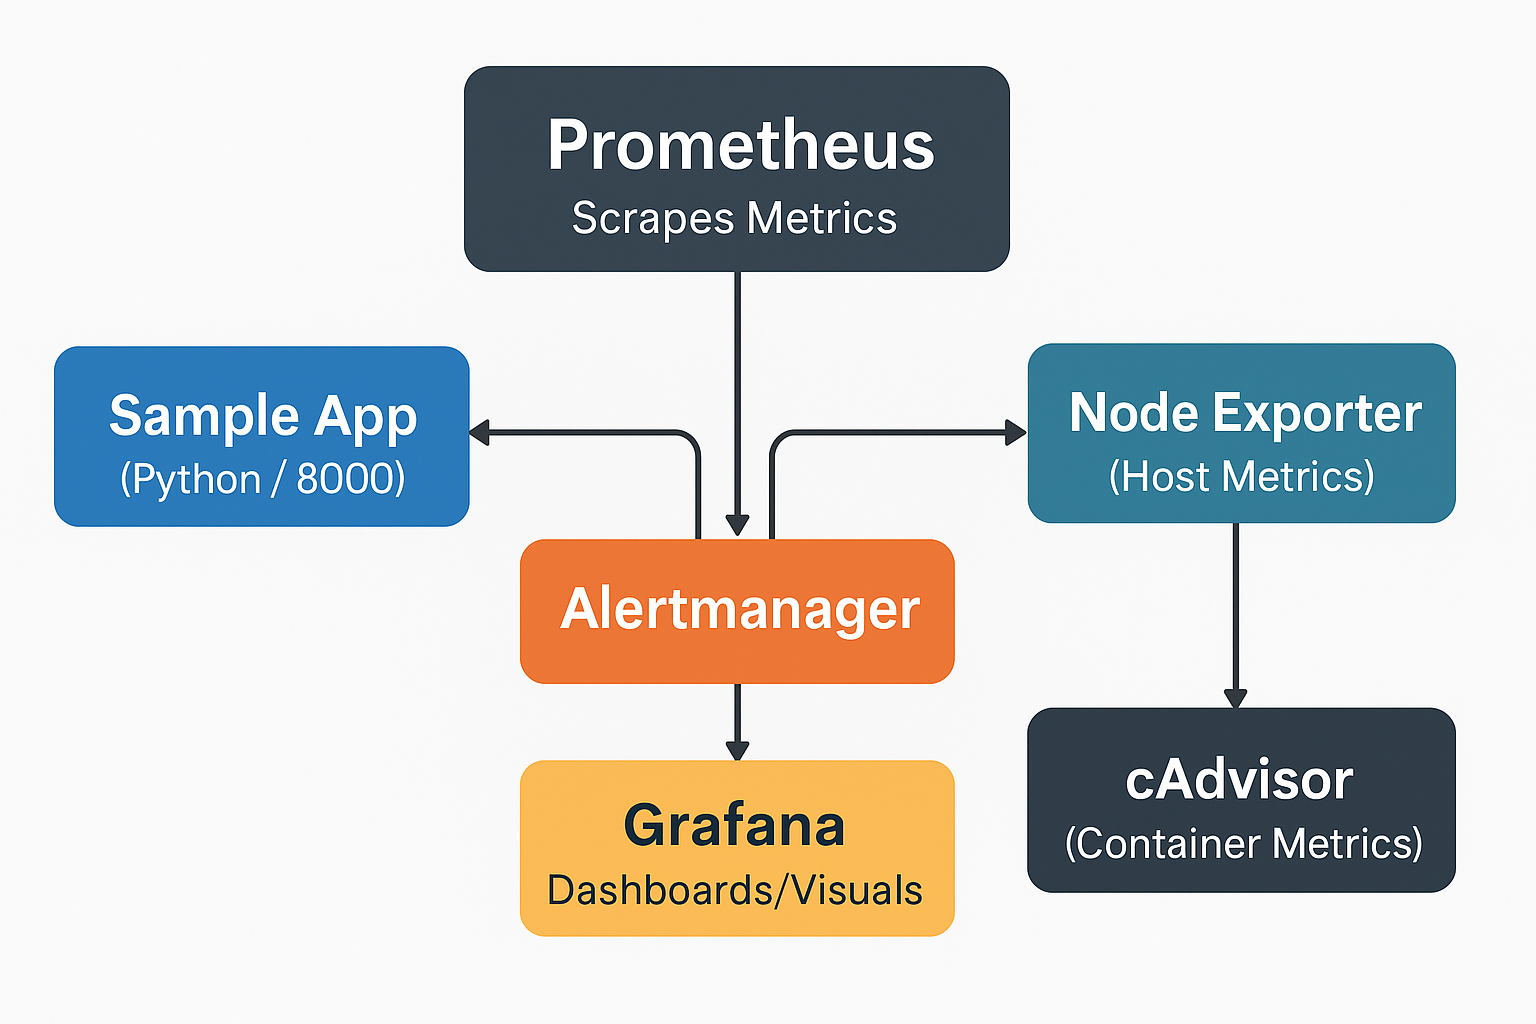 Prometheus
Scrapes Metrics
Sample App
(Python / 8000)
Node Exporter
(Host Metrics)
Alertmanager
cAdvisor
(Container Metrics)
Grafana
Dashboards/Visuals